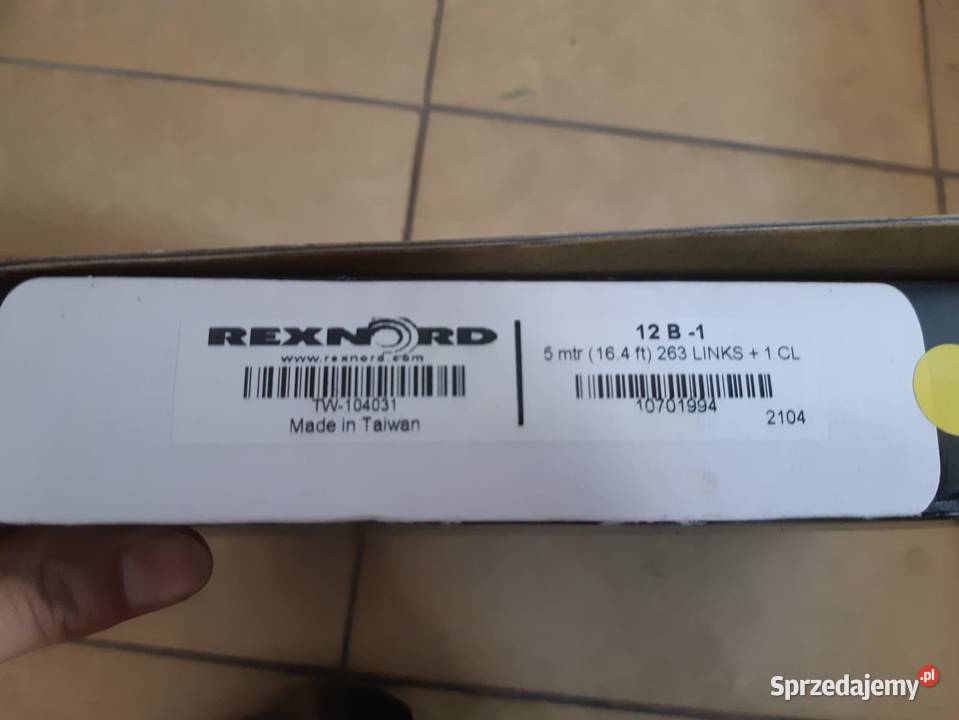 REXNORD
www.rexnord.com
TW-104031
Made in Taiwan
12 B -1
5 mtr (16.4 ft) 263 LINKS + 1 CL
10701994
2104
Sprzedajemy.pl